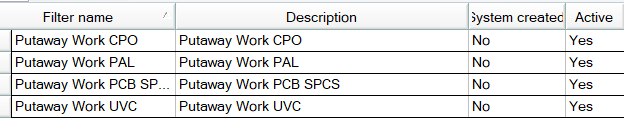 Filter name Description System created Active
Putaway Work CPO Putaway Work CPO No Yes
Putaway Work PAL Putaway Work PAL No Yes
Putaway Work PCB SP... Putaway Work PCB SPCS No Yes
Putaway Work UVC Putaway Work UVC No Yes